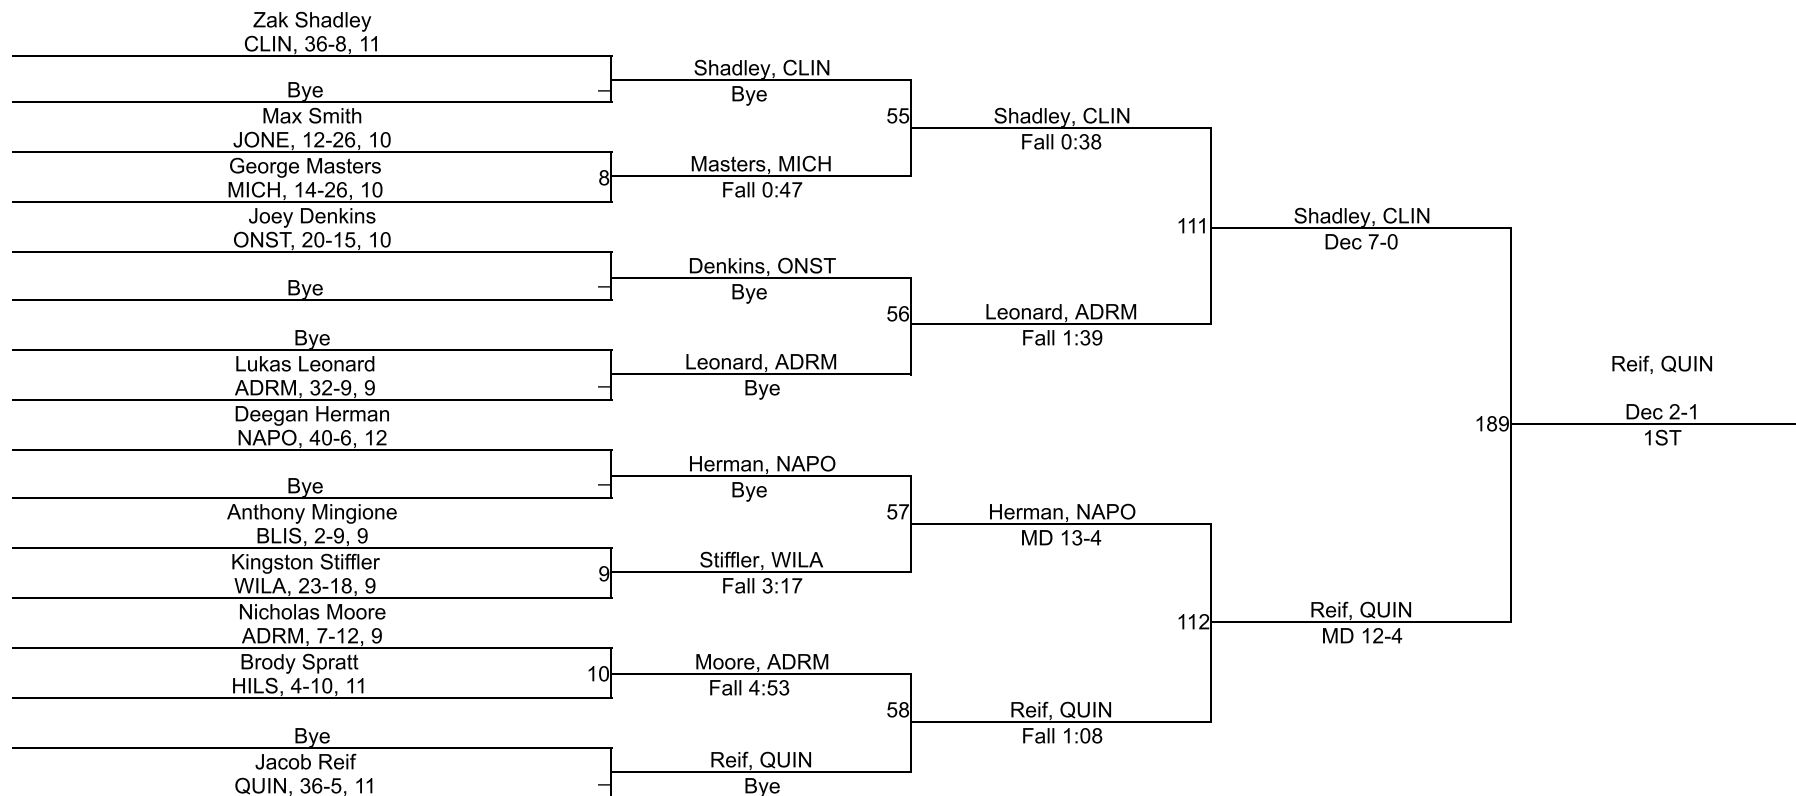 Zak Shadley
CLIN, 36-8, 11
Bye
Max Smith
JONE, 12-26, 10
George Masters
MICH, 14-26, 10
8
Joey Denkins
ONST, 20-15, 10
Bye
Bye
Lukas Leonard
ADRM, 32-9, 9
Deegan Herman
NAPO, 40-6, 12
Bye
Anthony Mingione
BLIS, 2-9, 9
Kingston Stiffler
WILA, 23-18, 9
9
Nicholas Moore
ADRM, 7-12, 9
Brody Spratt
HILS, 4-10, 11
10
Bye
Jacob Reif
QUIN, 36-5, 11
Shadley, CLIN
Bye
55
Masters, MICH
Fall 0:47
Denkins, ONST
Bye
56
Leonard, ADRM
Bye
Herman, NAPO
Bye
57
Stiffler, WILA
Fall 3:17
Moore, ADRM
Fall 4:53
58
Reif, QUIN
Bye
Shadley, CLIN
Fall 0:38
111
Leonard, ADRM
Fall 1:39
Herman, NAPO
MD 13-4
112
Reif, QUIN
Fall 1:08
Shadley, CLIN
Dec 7-0
189
Reif, QUIN
MD 12-4
Reif, QUIN
Dec 2-1
1ST